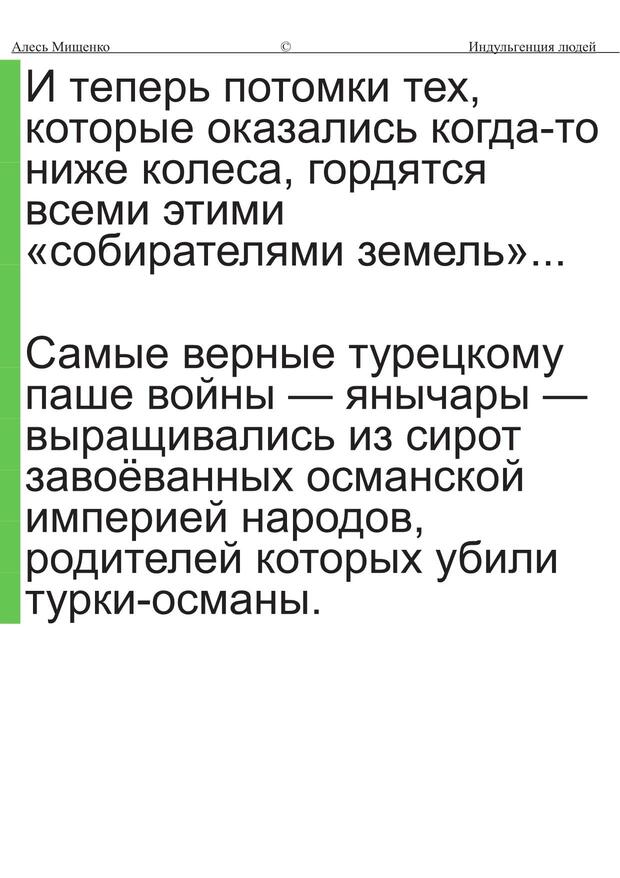 Алесь Мищенко © Индульгенция людей
И теперь потомки тех,
которые оказались когда-то
ниже колеса, гордятся
всеми этими
«собирателями земель»...
Самые верные турецкому
паше войны — янычары —
выращивались из сирот
завоёванных османской
империей народов,
родителей которых убили
турки-османы.